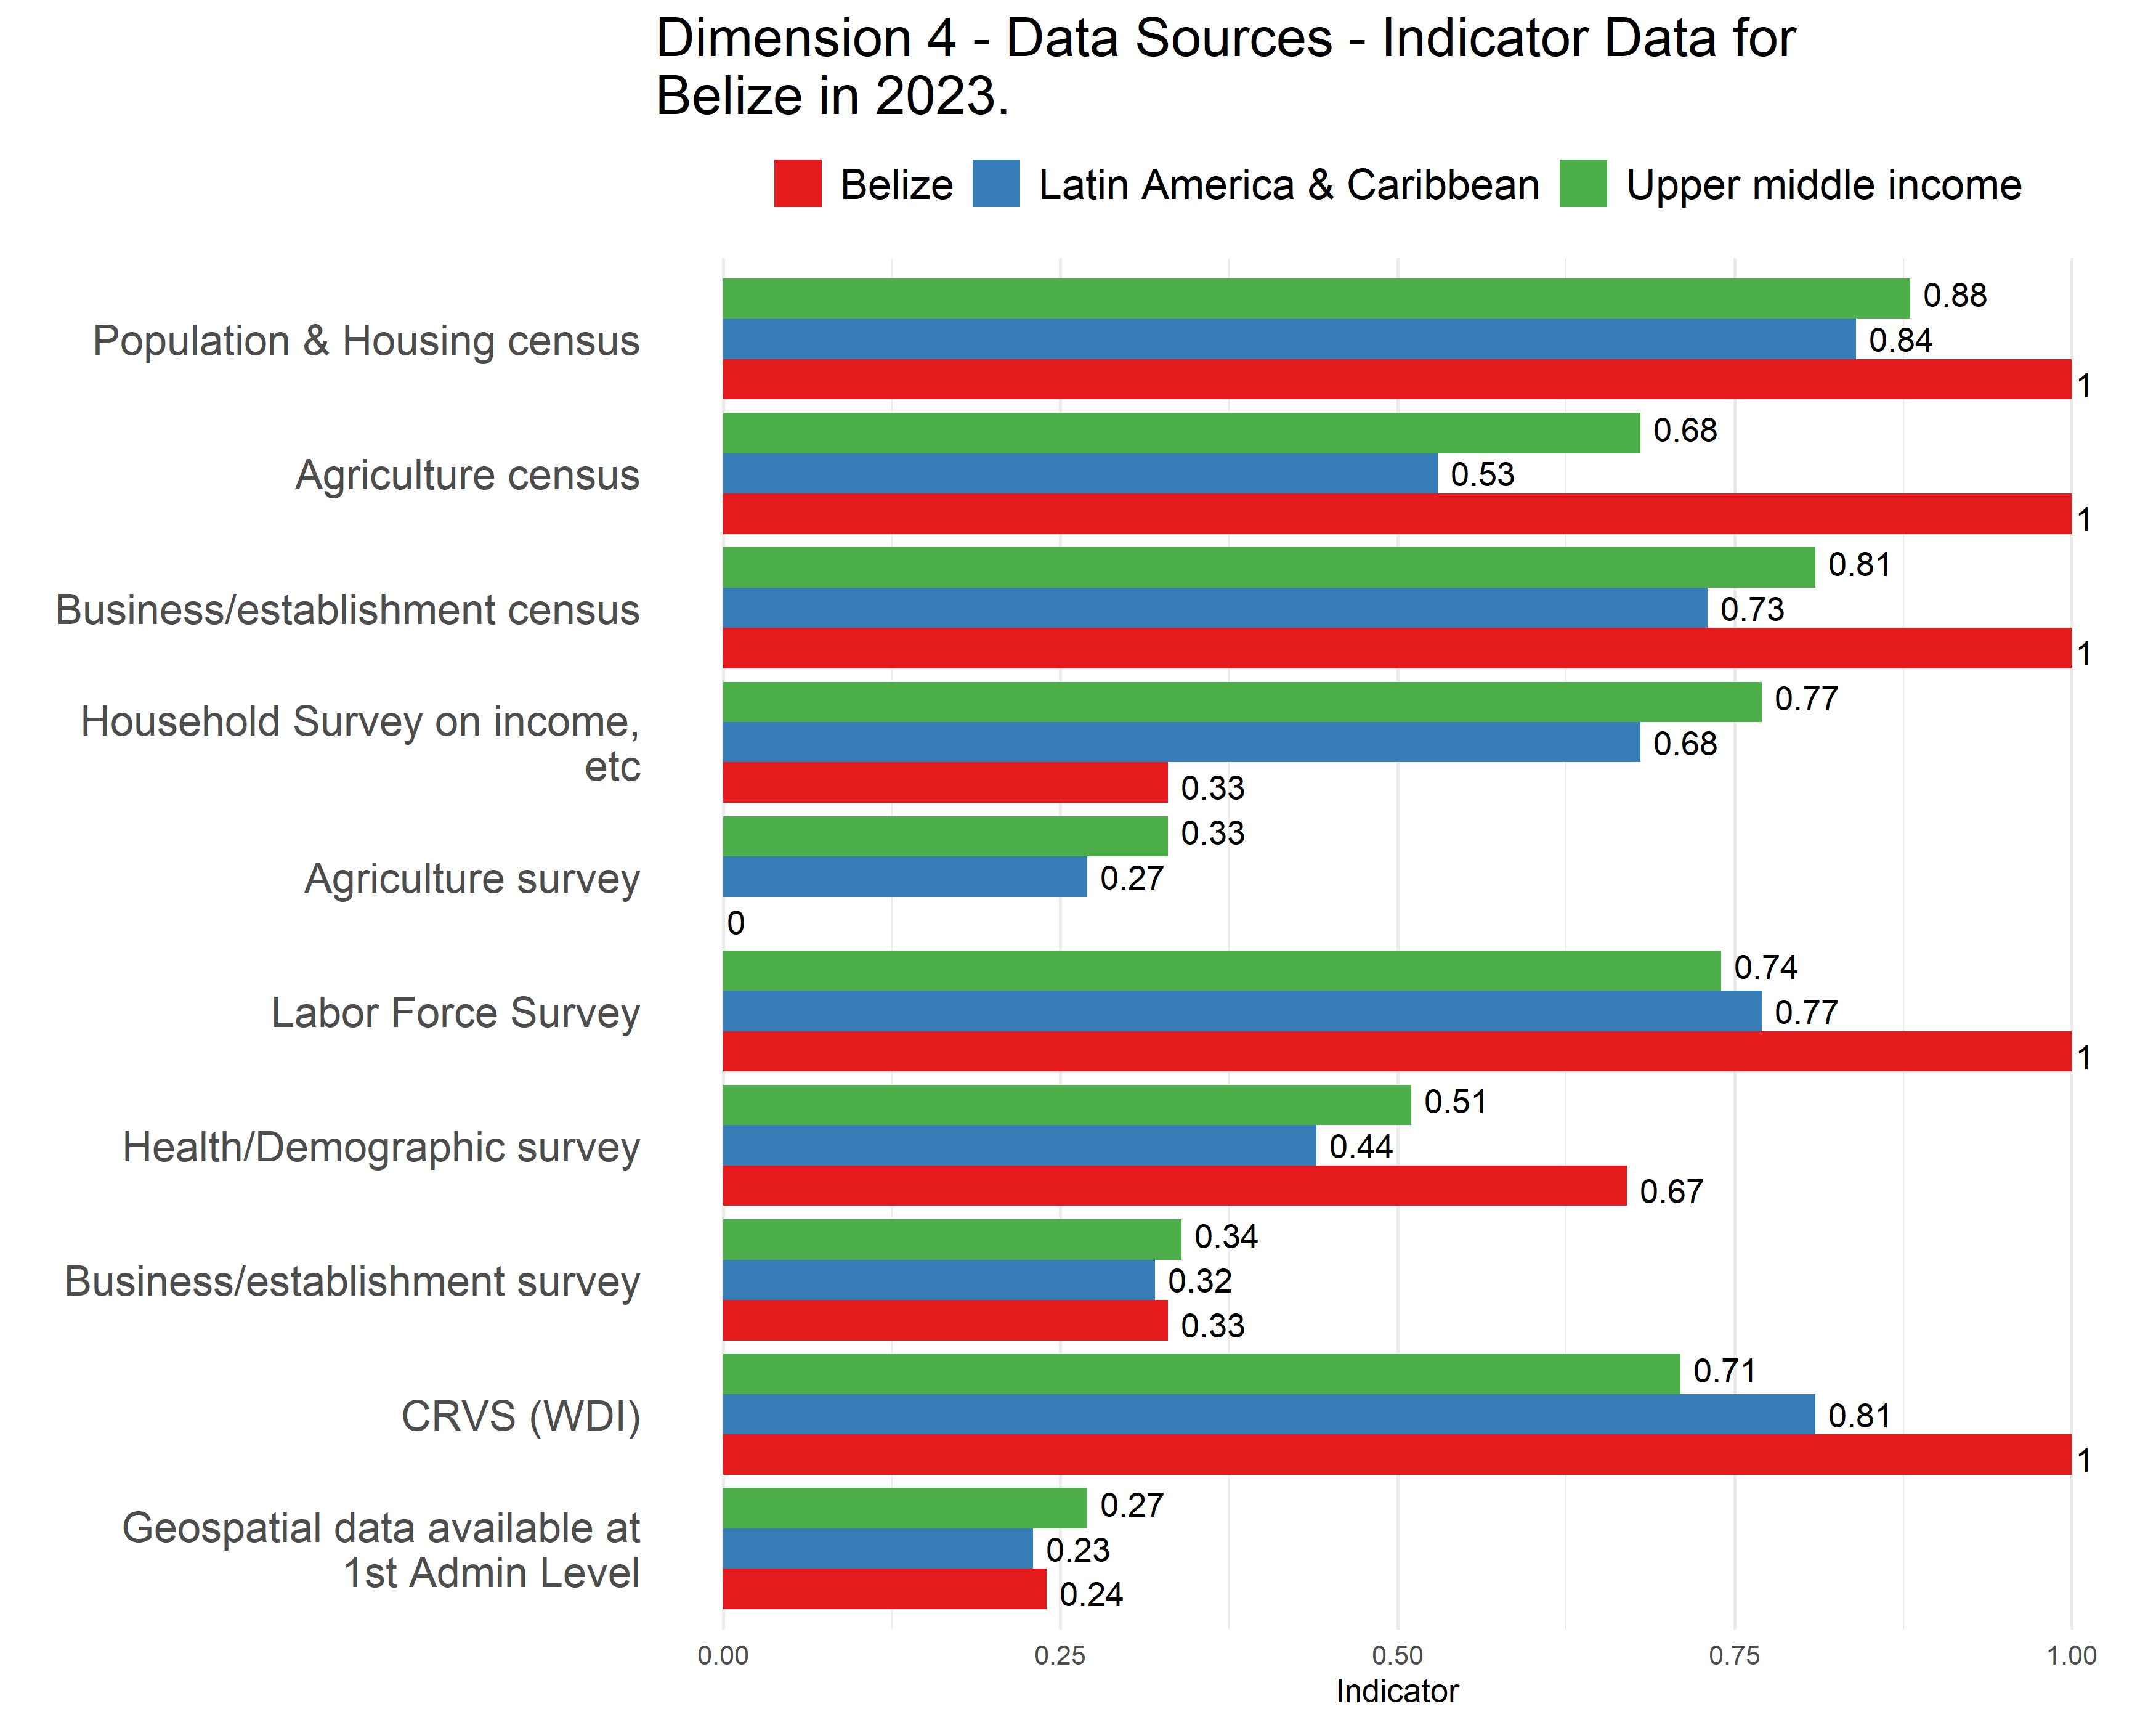 Dimension 4 - Data Sources - Indicator Data for
Belize in 2023.
Belize
Latin America & Caribbean
Upper middle income
Population & Housing census
0.88
0.84
1
Agriculture census
0.68
0.53
1
Business/establishment census
0.81
0.73
1
Household Survey on income,
etc
0.77
0.68
0.33
Agriculture survey
0.33
0.27
0
Labor Force Survey
0.74
0.77
1
Health/Demographic survey
0.51
0.44
0.67
Business/establishment survey
0.34
0.32
0.33
CRVS (WDI)
0.71
0.81
1
Geospatial data available at
1st Admin Level
0.27
0.23
0.24
0.00
0.25
0.50
0.75
1.00
Indicator